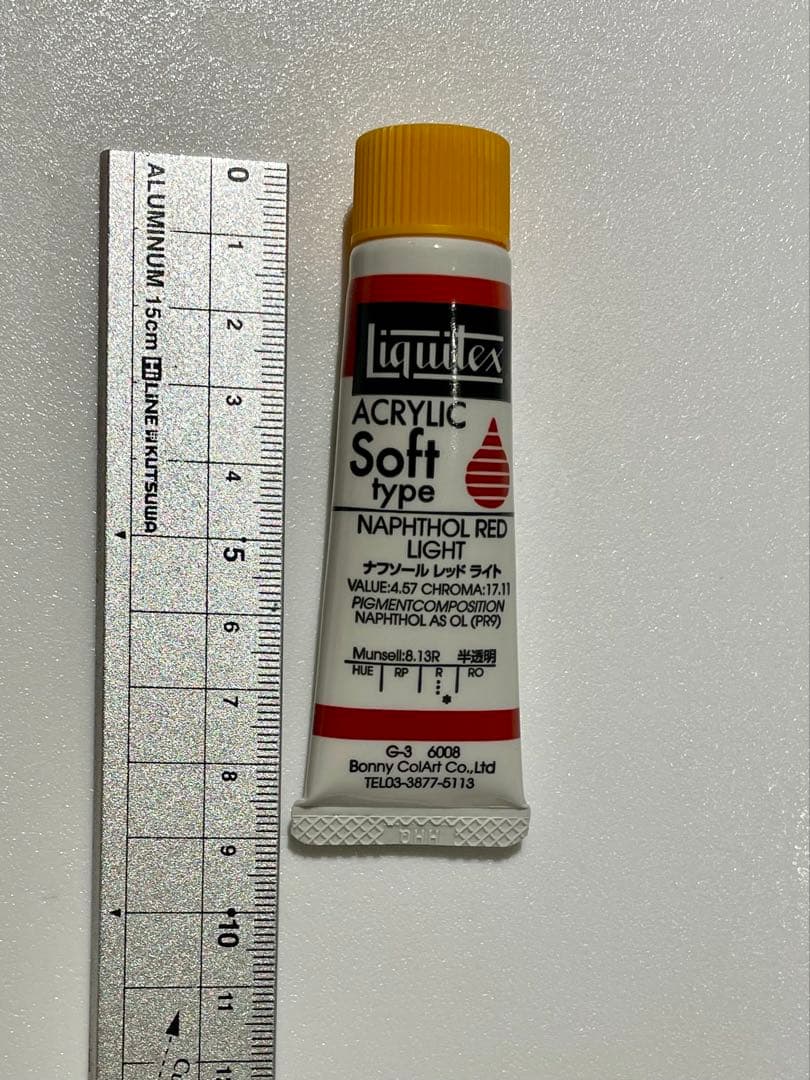 ALUMINUM 15cm Hi LiNE KUTSUWA
0
1
2
3
4
5
6
7
8
9
10
11
Liquitex
ACRYLIC
Soft
type
NAPHTHOL RED
LIGHT
ナフソール レッド ライト
VALUE:4.57 CHROMA:17.11
PIGMENTCOMPOSITION
NAPHTHOL AS OL (PR9)
Munsell:8.13R 半透明
HUE RP R RO
*
G-3 6008
Bonny ColArt Co.,Ltd
TEL03-3877-5113